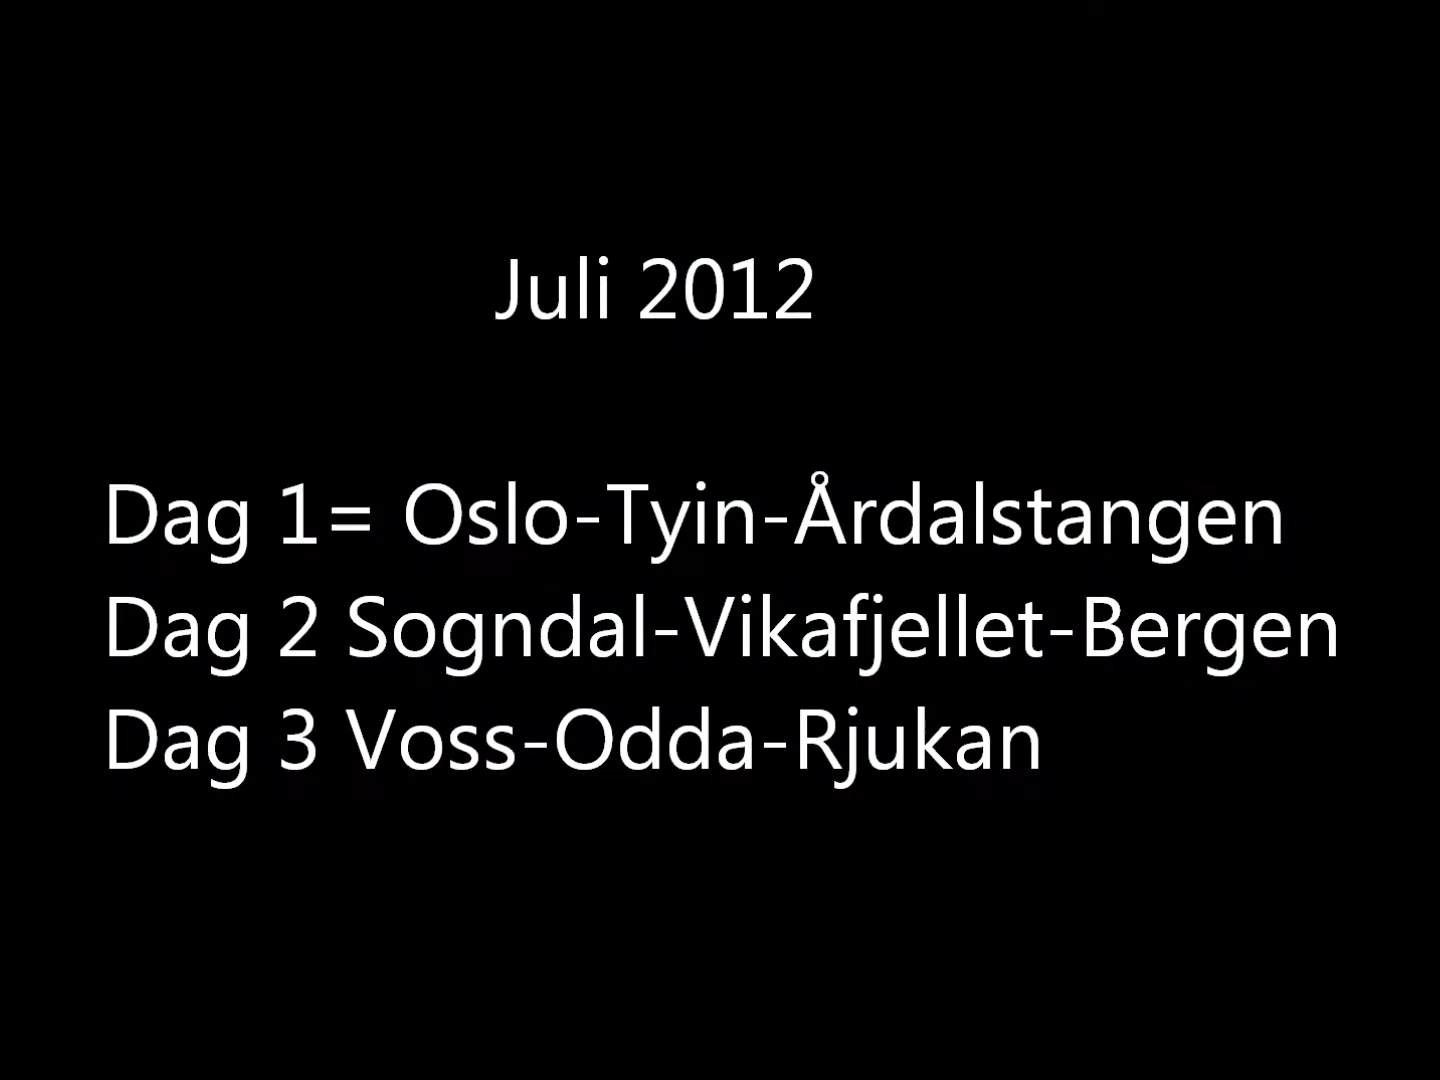 Juli 2012
Dag 1= Oslo-Tyin-Årdalstangen
Dag 2 Sogndal-Vikafjellet-Bergen
Dag 3 Voss-Odda-Rjukan